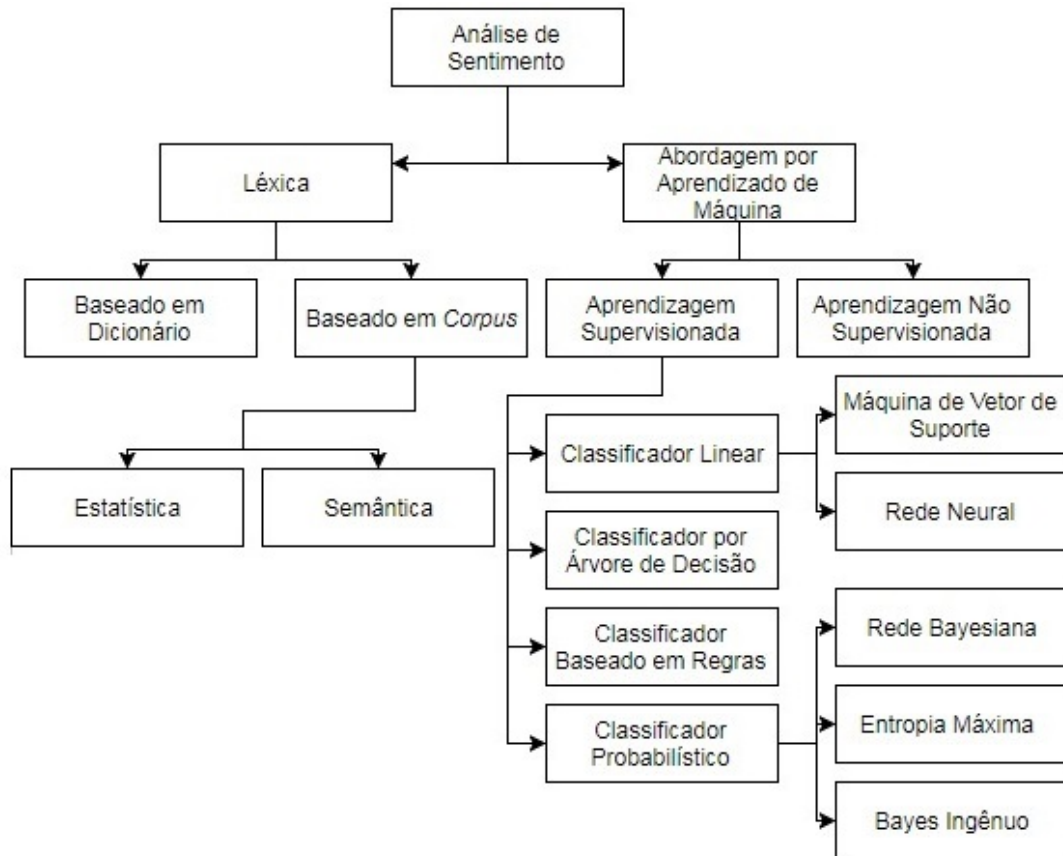 Análise de
Sentimento
Léxica
Abordagem por
Aprendizado de
Máquina
Baseado em
Dicionário
Baseado em Corpus
Aprendizagem
Supervisionada
Aprendizagem Não
Supervisionada
Estatística
Semântica
Classificador Linear
Máquina de Vetor de
Suporte
Rede Neural
Classificador por
Árvore de Decisão
Classificador
Baseado em Regras
Classificador
Probabilístico
Rede Bayesiana
Entropia Máxima
Bayes Ingênuo